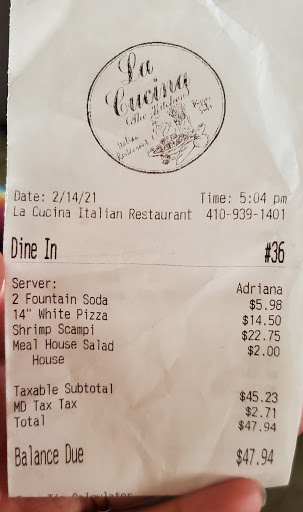 La
Cucina
(The Kitchen)
Italian
Restaurant
Date: 2/14/21 Time: 5:04 pm
La Cucina Italian Restaurant 410-939-1401
Dine In #36
Server: Adriana
2 Fountain Soda $5.98
14" White Pizza $14.50
Shrimp Scampi $22.75
Meal House Salad $2.00
House
Taxable Subtotal $45.23
MD Tax Tax $2.71
Total $47.94
Balance Due $47.94
Tip Calculator